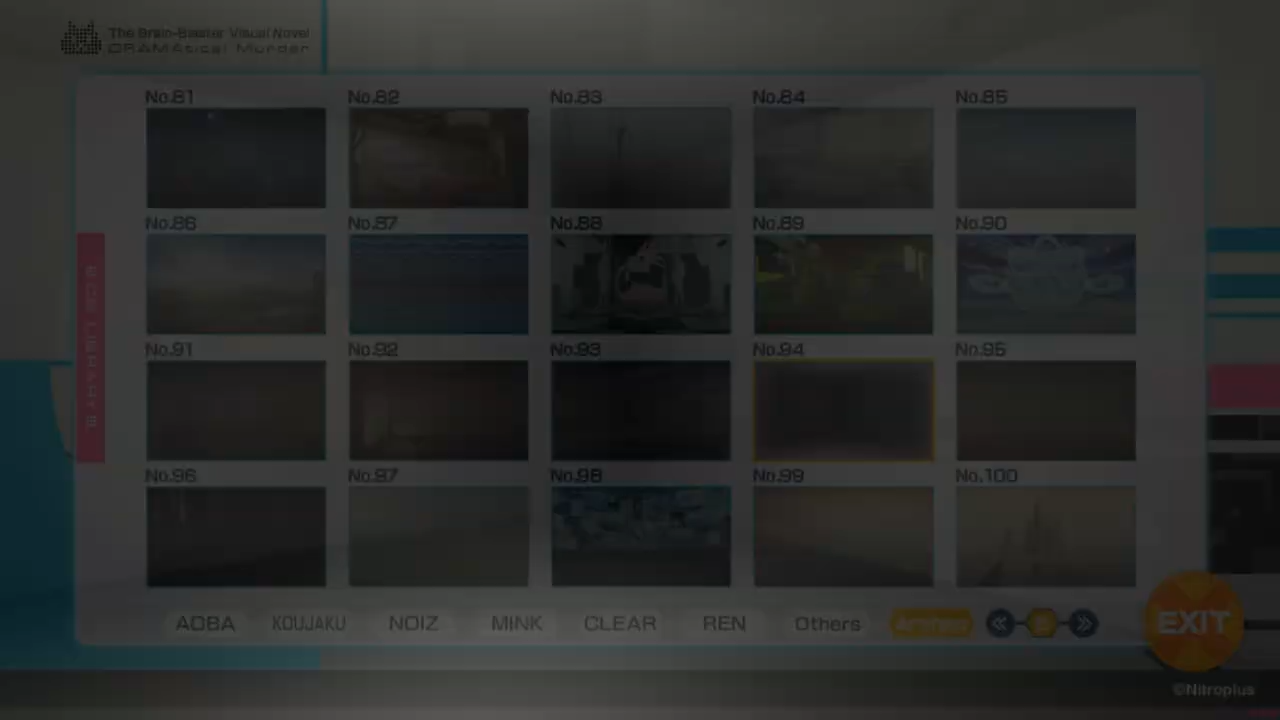 The Brain-Beater Visual Novel
DRAMAtical Murder
No.81 No.82 No.83 No.84 No.85
No.86 No.87 No.88 No.89 No.90
No.91 No.92 No.93 No.94 No.95
No.96 No.97 No.98 No.99 No.100
AOBA KOUJAKU NOIZ MINK CLEAR REN Others
EXIT
©Nitroplus